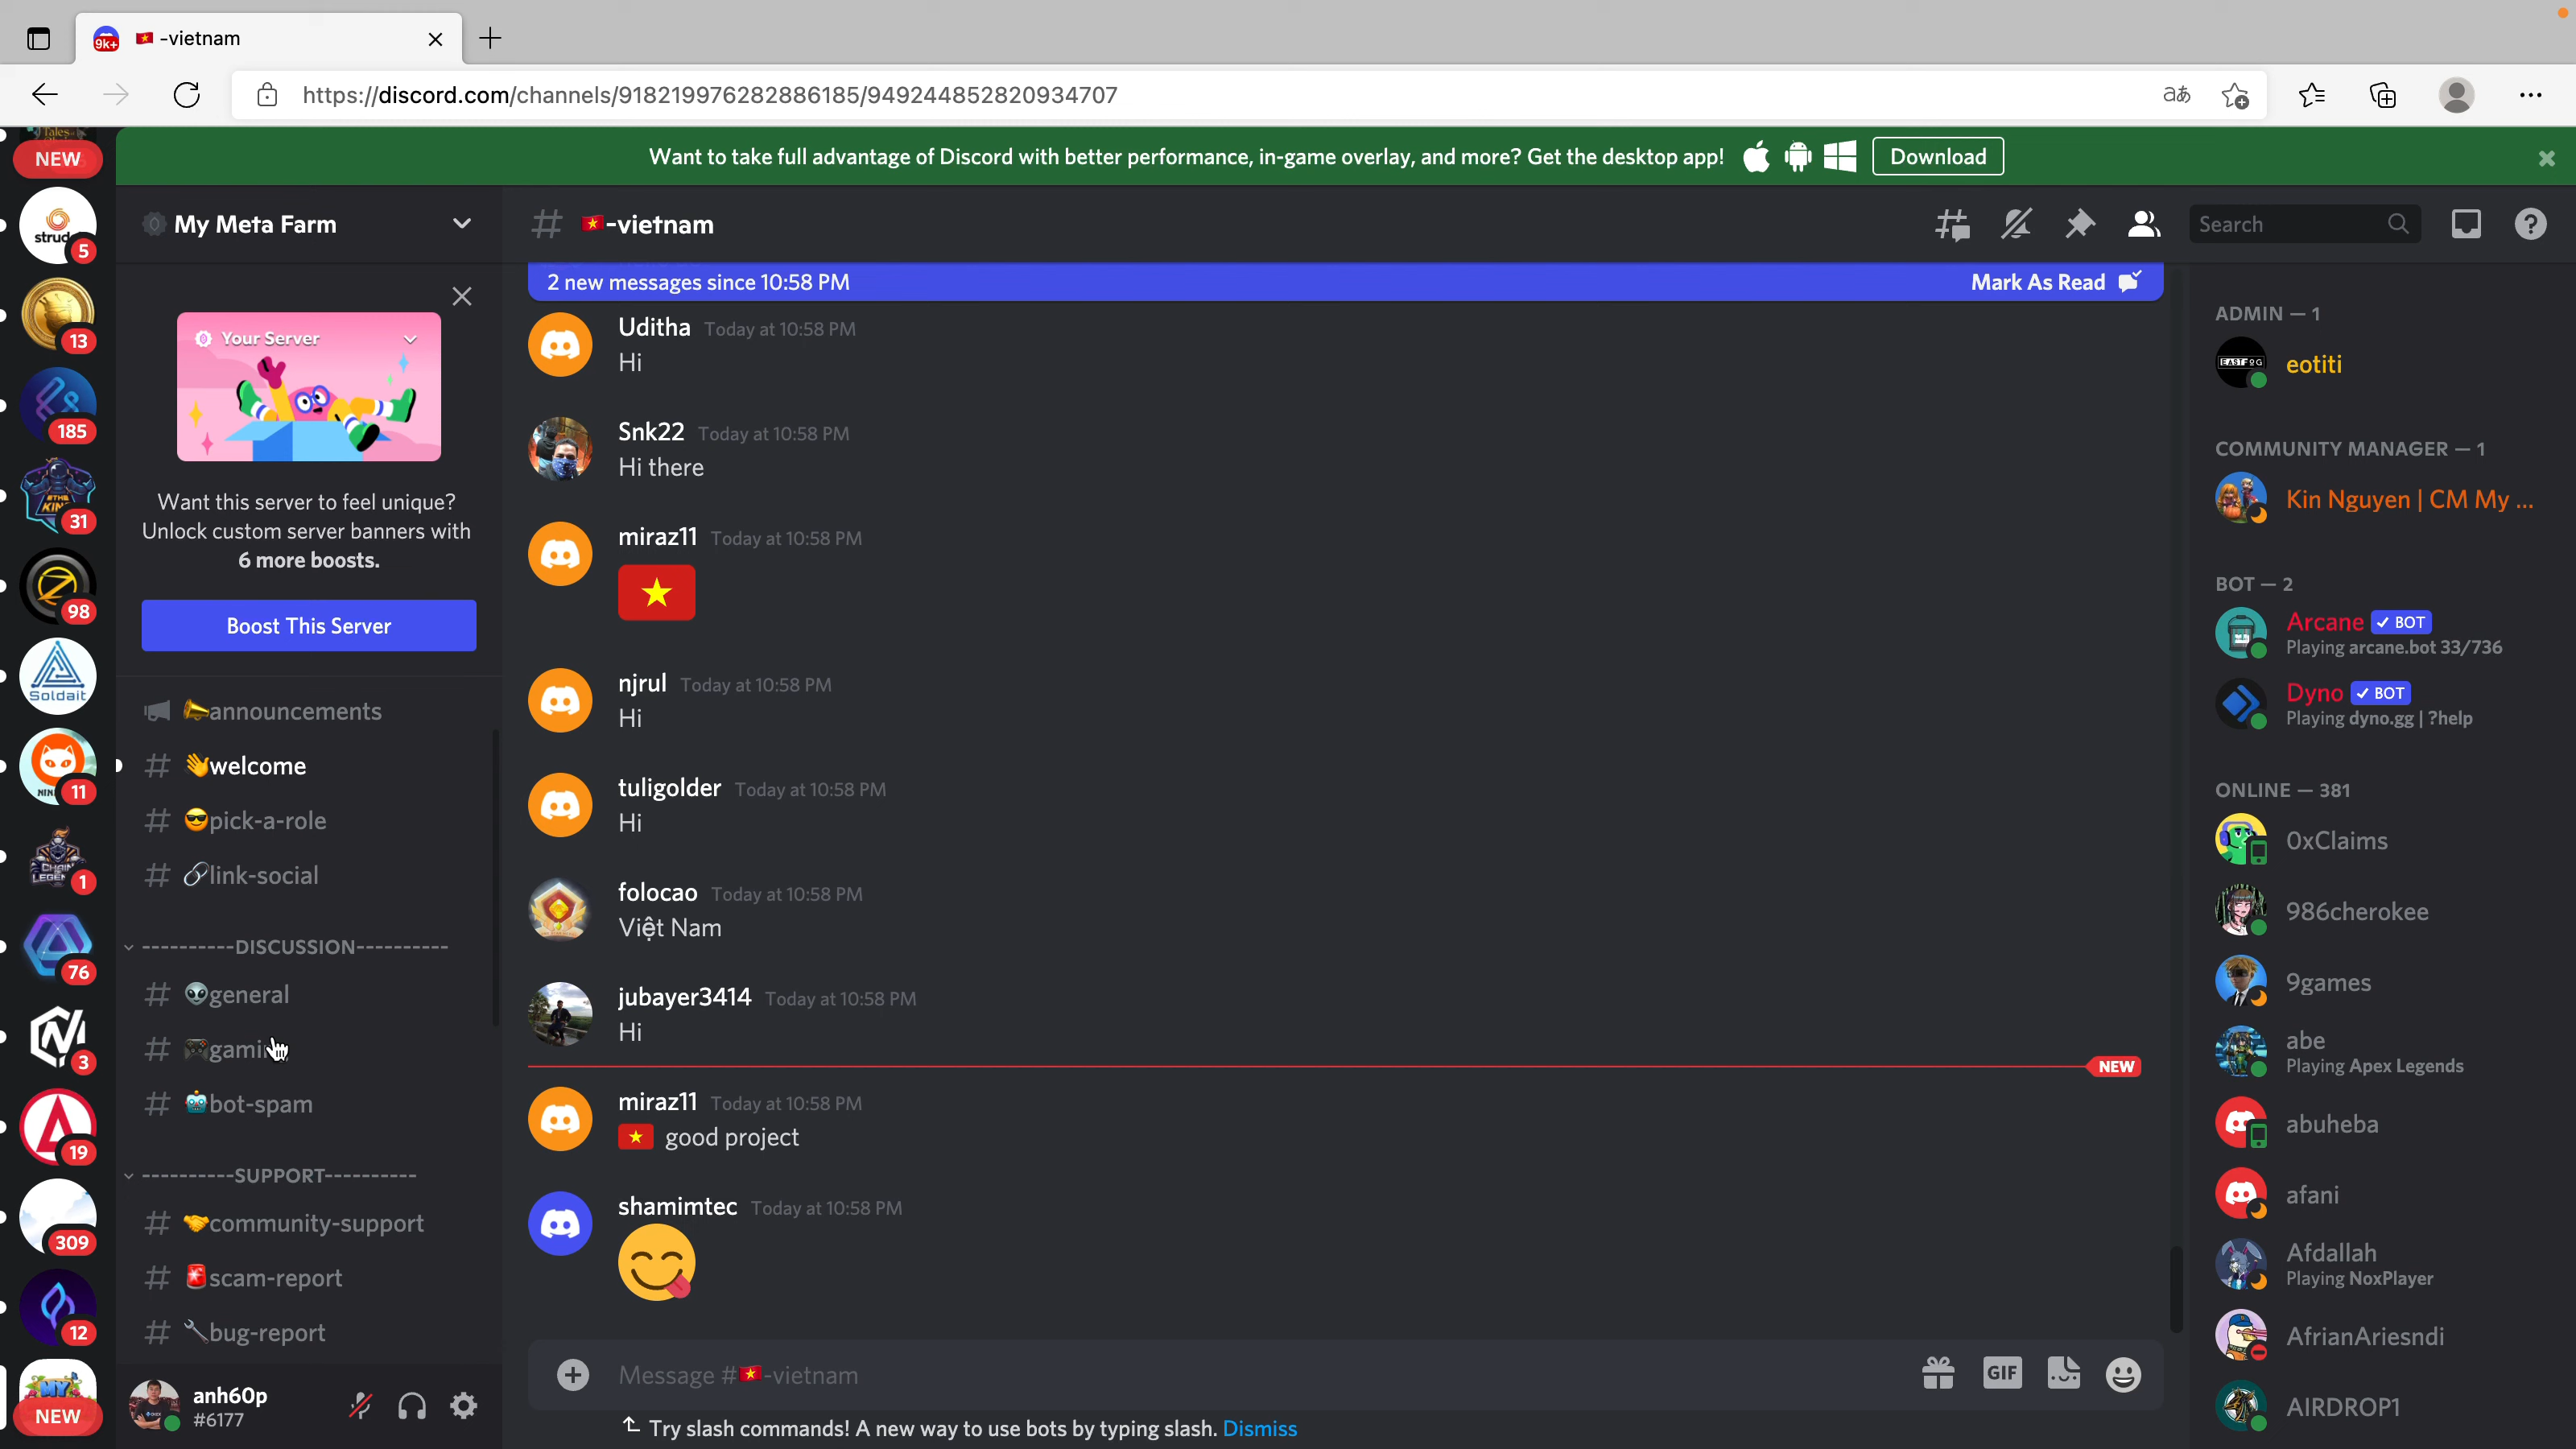 9k+ -vietnam
https://discord.com/channels/918219976282886185/949244852820934707
Want to take full advantage of Discord with better performance, in-game overlay, and more? Get the desktop app! Download
NEW
5
13
185
31
98
Soldait
11
1
76
3
19
309
12
MY
NEW
My Meta Farm
Your Server
Want this server to feel unique?
Unlock custom server banners with
6 more boosts.
Boost This Server
announcements
# welcome
# pick-a-role
# link-social
----------DISCUSSION----------
# general
#
# bot-spam
----------SUPPORT----------
# community-support
# scam-report
# bug-report
anh60p
#6177
# -vietnam
Search
2 new messages since 10:58 PM Mark As Read
Uditha Today at 10:58 PM
Hi
Snk22 Today at 10:58 PM
Hi there
miraz11 Today at 10:58 PM
njrul Today at 10:58 PM
Hi
tuligolder Today at 10:58 PM
Hi
folocao Today at 10:58 PM
Việt Nam
jubayer3414 Today at 10:58 PM
Hi
NEW
miraz11 Today at 10:58 PM
good project
shamimtec Today at 10:58 PM
Message # -vietnam
GIF
Try slash commands! A new way to use bots by typing slash. Dismiss
ADMIN — 1
eotiti
COMMUNITY MANAGER — 1
Kin Nguyen | CM My ...
BOT — 2
Arcane ✓ BOT
Playing arcane.bot 33/736
Dyno ✓ BOT
Playing dyno.gg | ?help
ONLINE — 381
0xClaims
986cherokee
9games
abe
Playing Apex Legends
abuheba
afani
Afdallah
Playing NoxPlayer
AfrianAriesndi
AIRDROP1